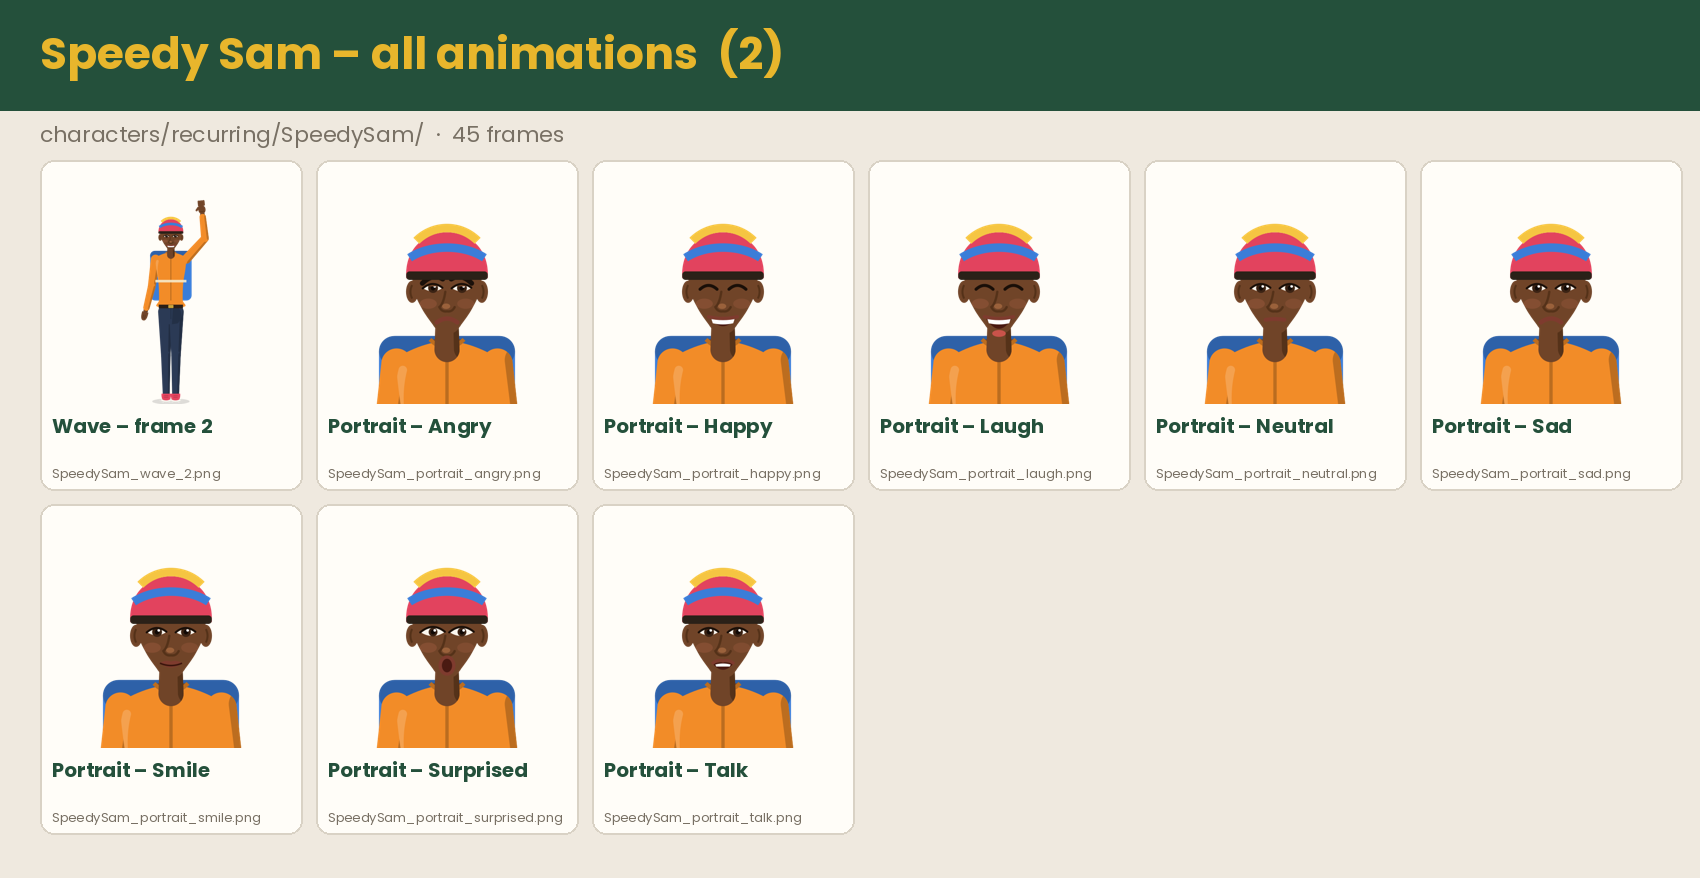 Speedy Sam – all animations (2)
characters/recurring/SpeedySam/ · 45 frames
Wave – frame 2
SpeedySam_wave_2.png
Portrait – Angry
SpeedySam_portrait_angry.png
Portrait – Happy
SpeedySam_portrait_happy.png
Portrait – Laugh
SpeedySam_portrait_laugh.png
Portrait – Neutral
SpeedySam_portrait_neutral.png
Portrait – Sad
SpeedySam_portrait_sad.png
Portrait – Smile
SpeedySam_portrait_smile.png
Portrait – Surprised
SpeedySam_portrait_surprised.png
Portrait – Talk
SpeedySam_portrait_talk.png